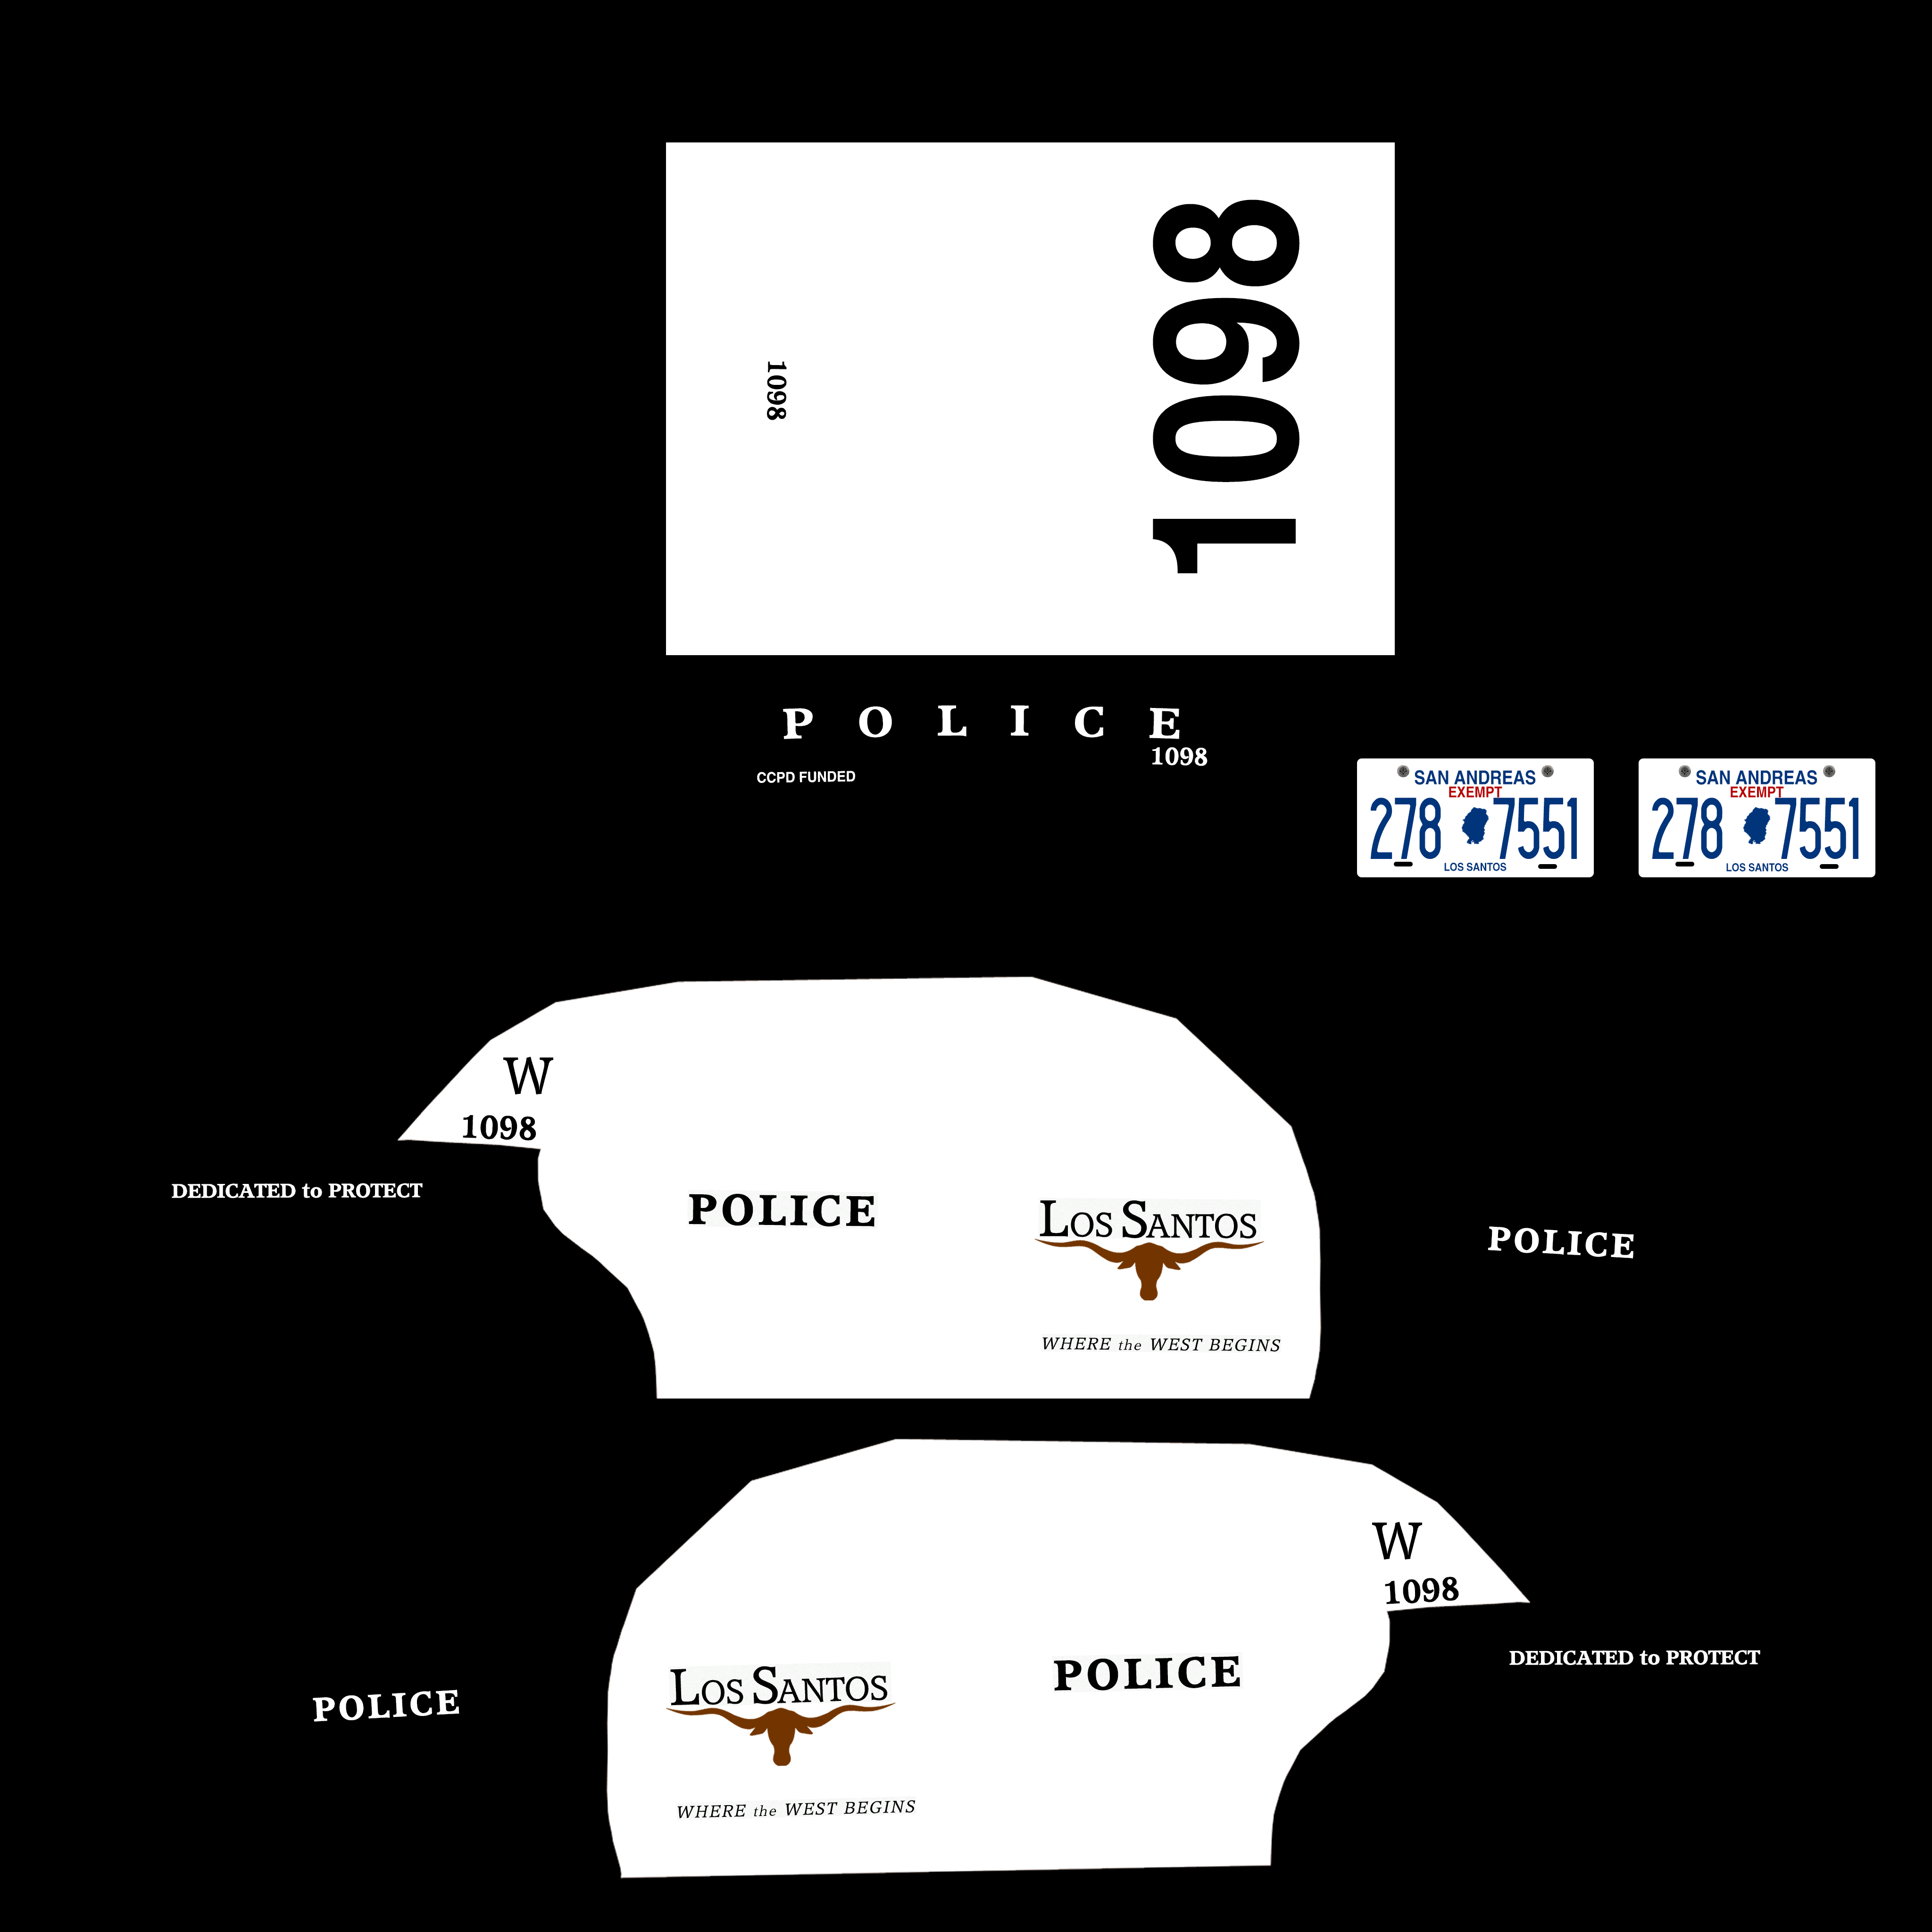 1098
1098
POLICE
1098
CCPD FUNDED
SAN ANDREAS
EXEMPT
278 7551
LOS SANTOS
SAN ANDREAS
EXEMPT
278 7551
LOS SANTOS
W
1098
DEDICATED to PROTECT
POLICE
LOS SANTOS
WHERE the WEST BEGINS
POLICE
W
1098
DEDICATED to PROTECT
POLICE
LOS SANTOS
WHERE the WEST BEGINS
POLICE